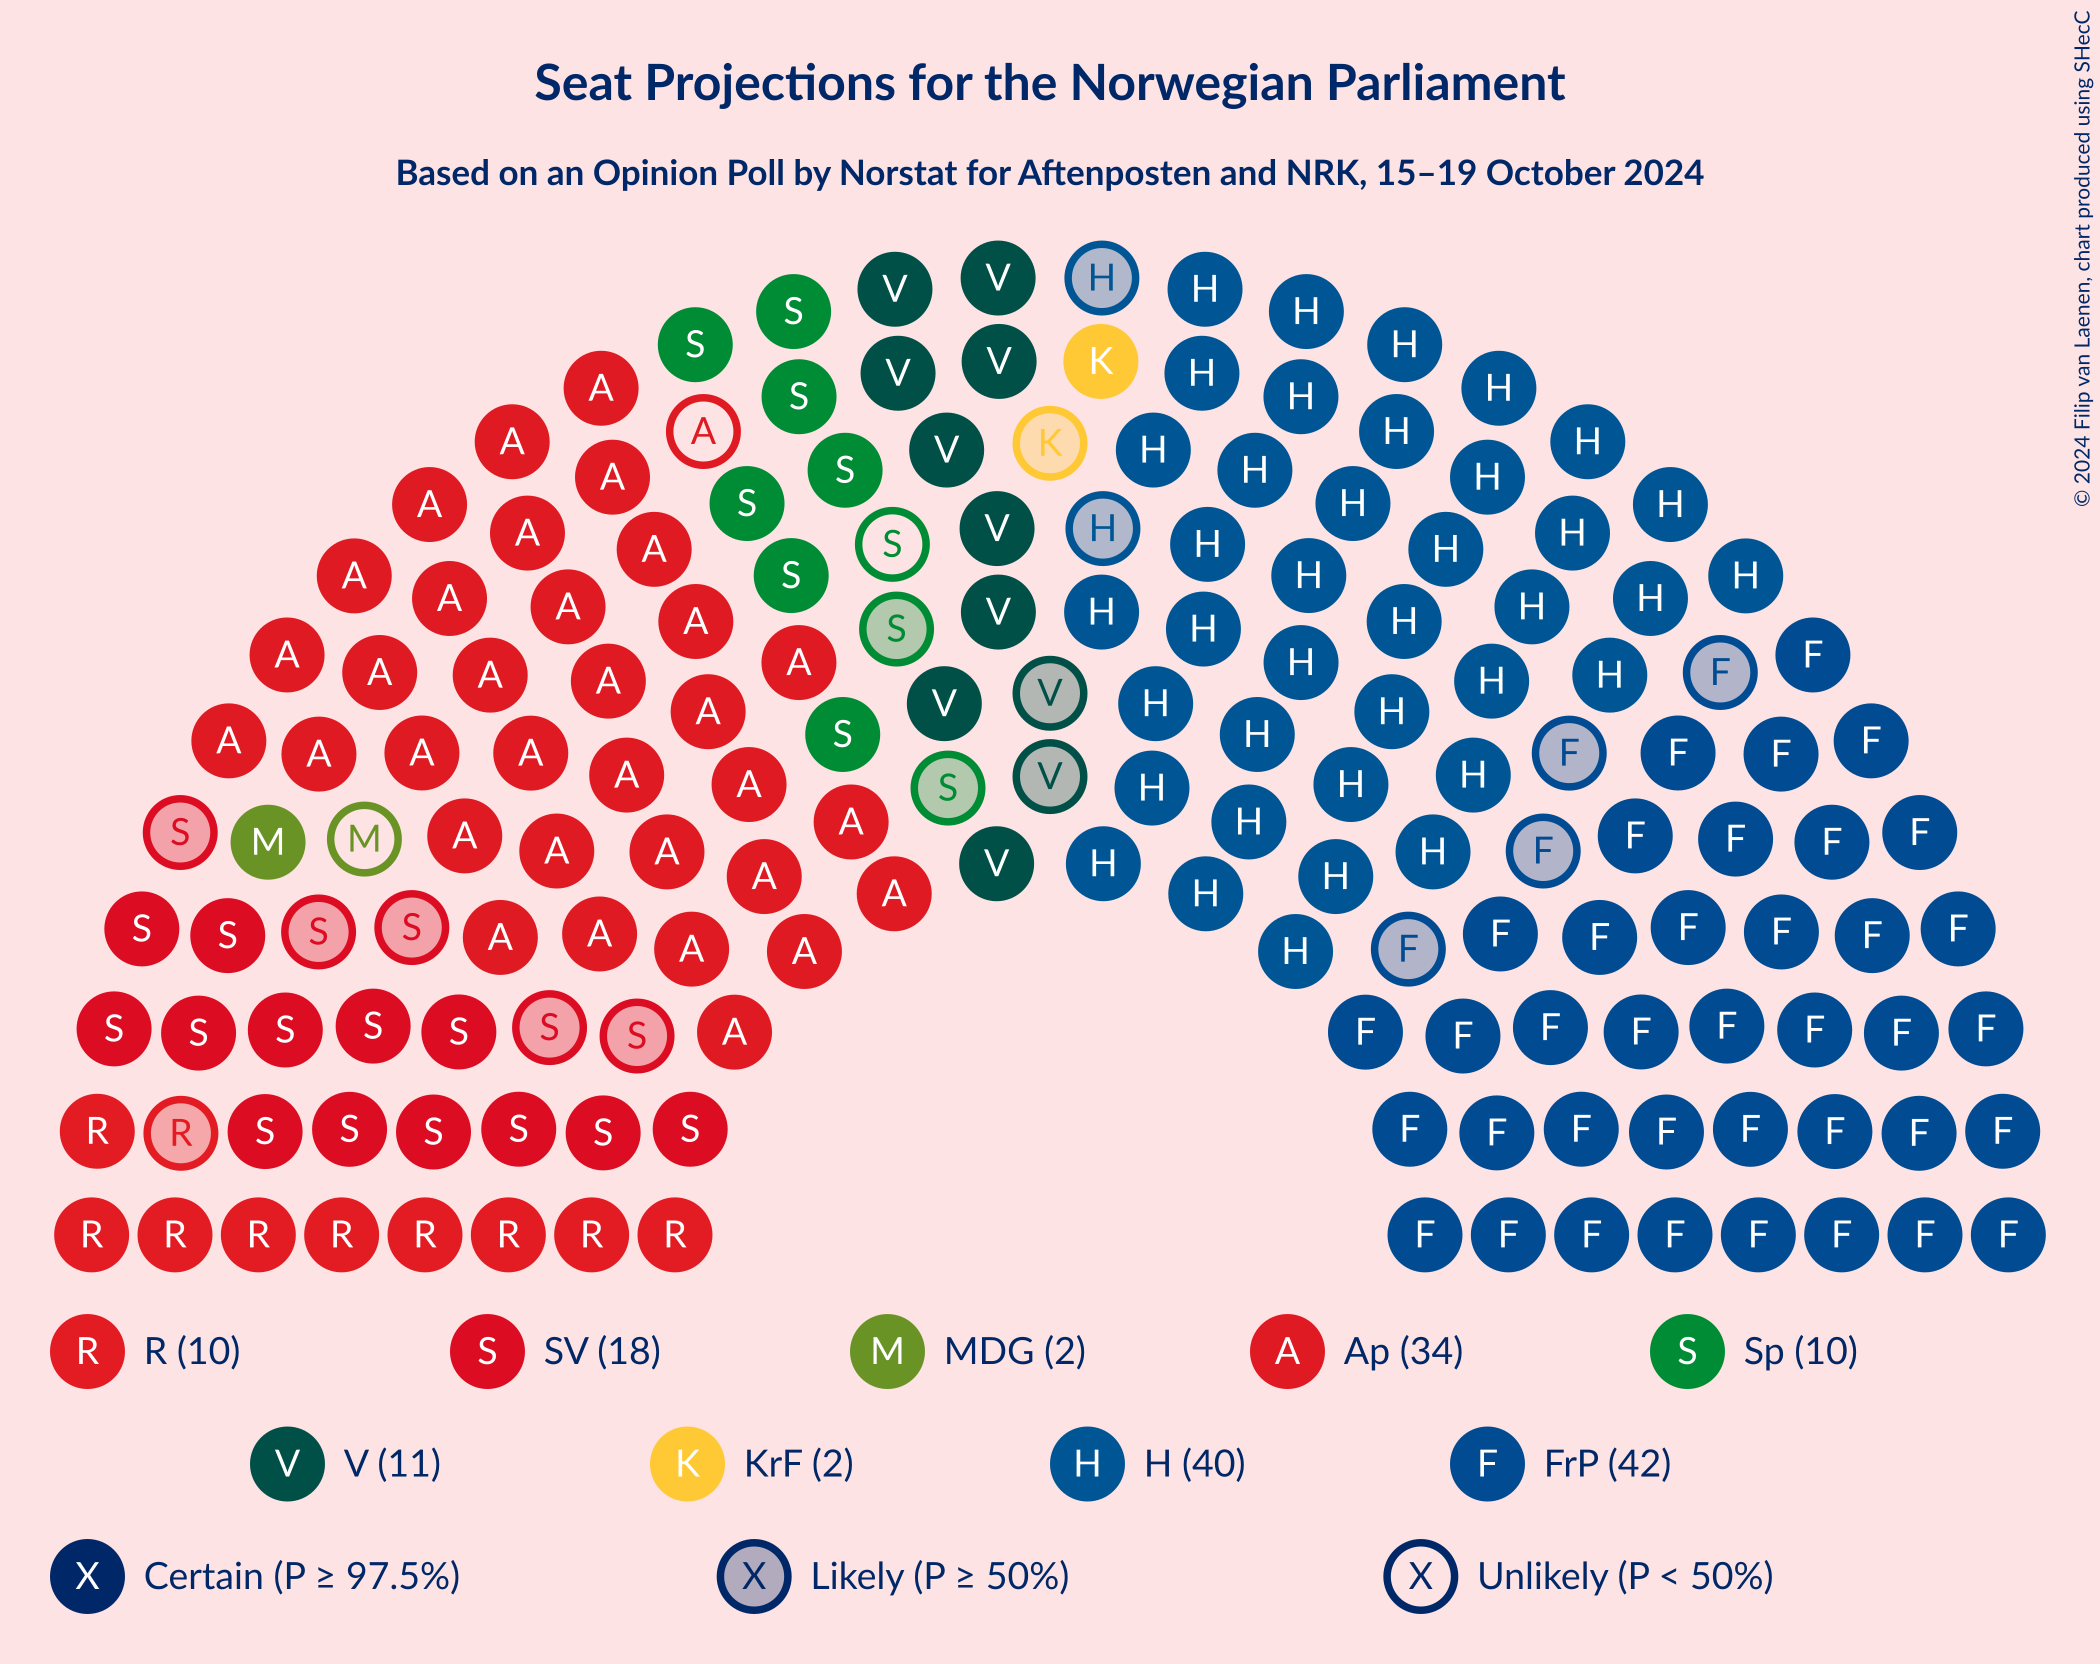 Seat Projections for the Norwegian Parliament
Based on an Opinion Poll by Norstat for Aftenposten and NRK, 15–19 October 2024
© 2024 Filip van Laenen, chart produced using SHecC
V V H H
S S H H
V V K H
A S H H H
A A S H H
A V K H H
A A S S H H H
A A S V H H H H
A A S S V H H H H H
A A A S V H H H H H
A A A A A V V H H H H H F F
A A A A A A S V H H H H H F F F F
S M M A A A A A A S V H H H H H F F F F F
S S S S A A A A A V H H H F F F F F F F
S S S S S S S A F F F F F F F F
R R S S S S S S F F F F F F F F
R R R R R R R R F F F F F F F F
R R (10) S SV (18) M MDG (2) A Ap (34) S Sp (10)
V V (11) K KrF (2) H H (40) F FrP (42)
X Certain (P ≥ 97.5%) X Likely (P ≥ 50%) X Unlikely (P < 50%)